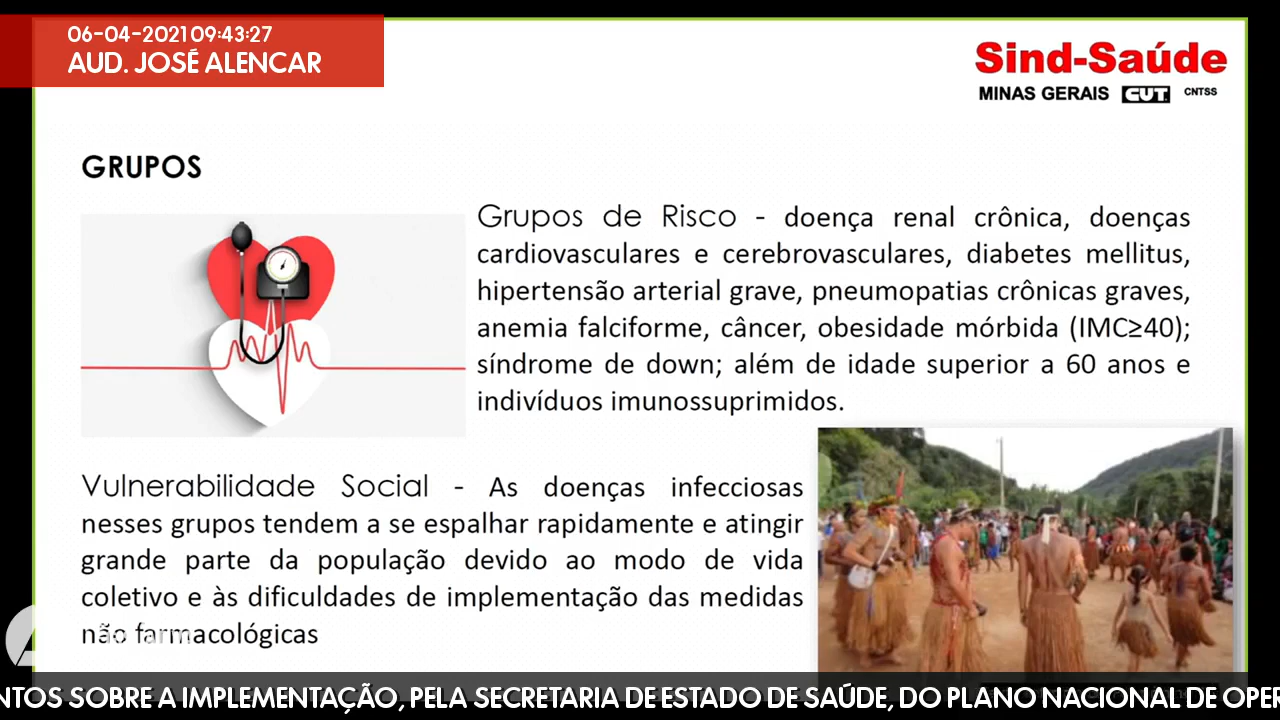 06-04-2021 09:43:27
AUD. JOSÉ ALENCAR
Sind-Saúde
MINAS GERAIS CUT CNTSS
GRUPOS
Grupos de Risco - doença renal crônica, doenças
cardiovasculares e cerebrovasculares, diabetes mellitus,
hipertensão arterial grave, pneumopatias crônicas graves,
anemia falciforme, câncer, obesidade mórbida (IMC≥40);
síndrome de down; além de idade superior a 60 anos e
indivíduos imunossuprimidos.
Vulnerabilidade Social - As doenças infecciosas
nesses grupos tendem a se espalhar rapidamente e atingir
grande parte da população devido ao modo de vida
coletivo e às dificuldades de implementação das medidas
não farmacológicas
NTOS SOBRE A IMPLEMENTAÇÃO, PELA SECRETARIA DE ESTADO DE SAÚDE, DO PLANO NACIONAL DE OPER